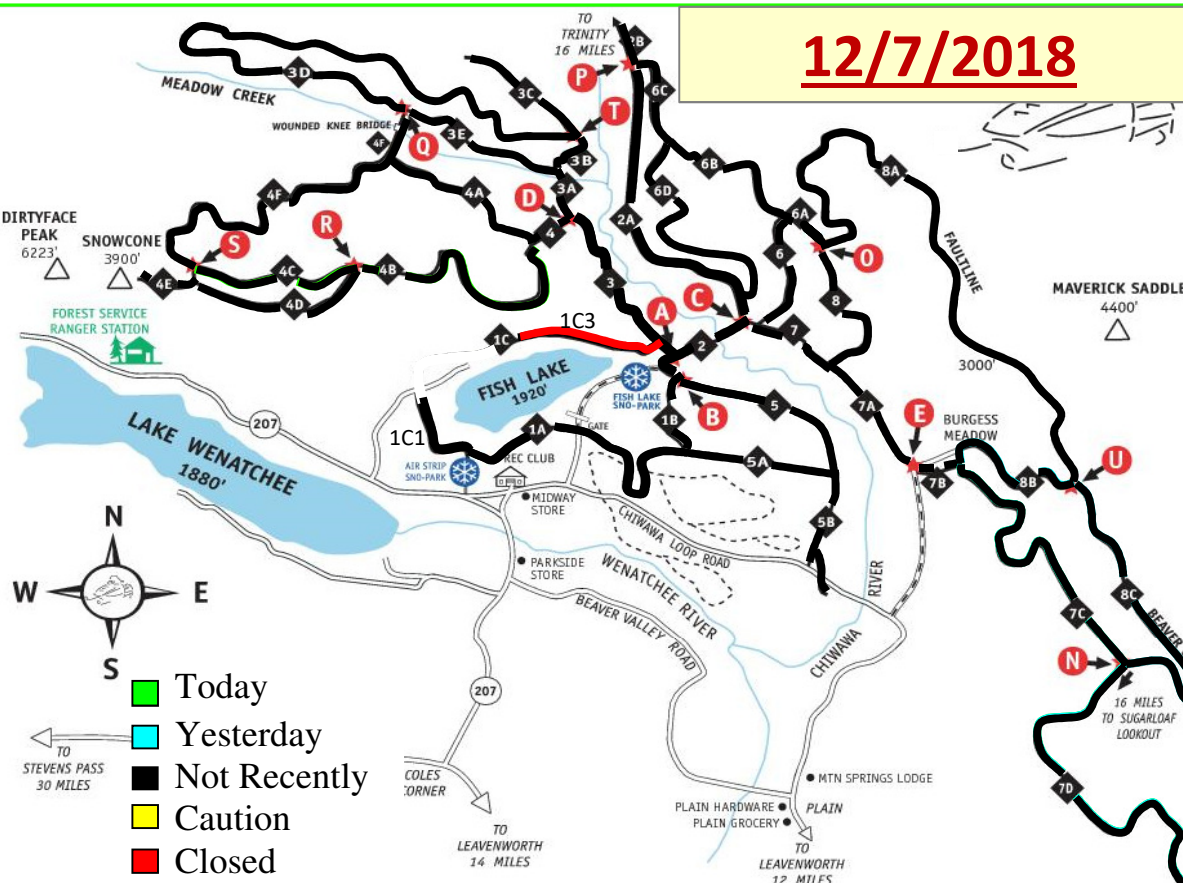 TO
TRINITY
16 MILES
12/7/2018
P
6C
3D
3C
MEADOW CREEK
T
WOUNDED KNEE BRIDGE
3E
Q
4F
3B
6B
8A
4F
4A
3A
6D
D
2A
6A
DIRTYFACE
PEAK
6223'
SNOWCONE
3900'
S
R
4
6
O
FAULTLINE
4E
4C
4B
4D
3
C
8
MAVERICK SADDLE
4400'
FOREST SERVICE
RANGER STATION
1C
1C3
A
2
7
3000'
FISH LAKE
1920'
FISH LAKE
SNO-PARK
B
5
7A
E
BURGESS
MEADOW
207
LAKE WENATCHEE
1880'
1C1
1A
GATE
1B
5A
7B
8B
U
AIR STRIP
SNO-PARK
REC CLUB
MIDWAY
STORE
CHIWAWA LOOP ROAD
5B
PARKSIDE
STORE
WENATCHEE RIVER
RIVER
CHIWAWA
BEAVER VALLEY ROAD
N
W
E
S
7C
8C
BEAVER
N
16 MILES
TO SUGARLOAF
LOOKOUT
207
Today
Yesterday
Not Recently
Caution
Closed
TO
STEVENS PASS
30 MILES
COLES
CORNER
TO
LEAVENWORTH
14 MILES
MTN SPRINGS LODGE
PLAIN HARDWARE
PLAIN
PLAIN GROCERY
TO
LEAVENWORTH
12 MILES
7D